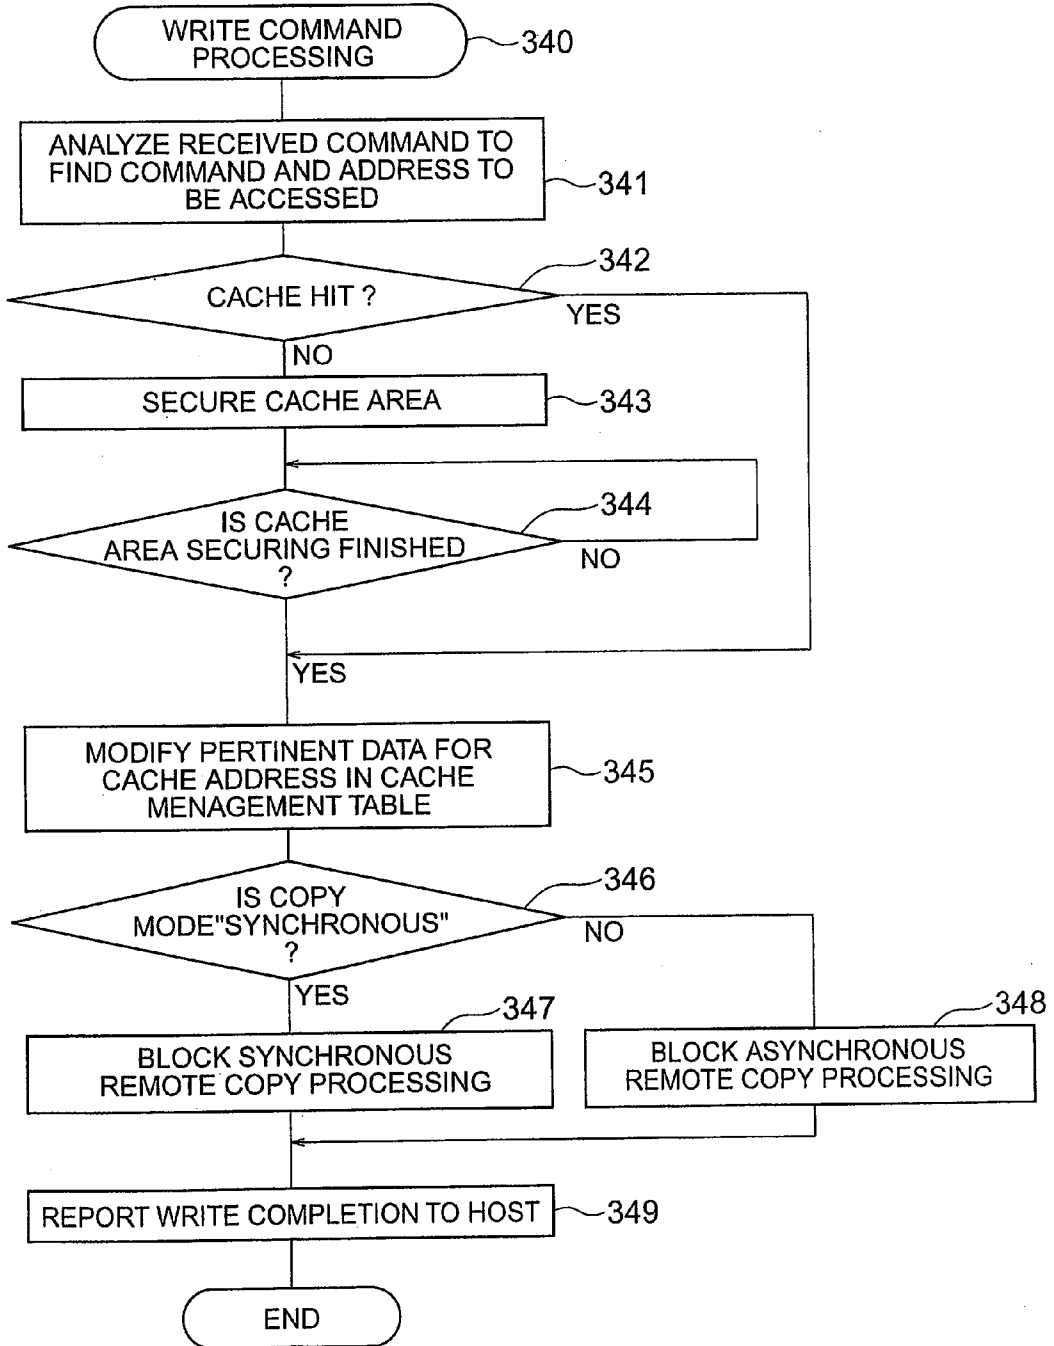 WRITE COMMAND
PROCESSING
340
ANALYZE RECEIVED COMMAND TO
FIND COMMAND AND ADDRESS TO
BE ACCESSED
341
342
CACHE HIT ?
YES
NO
SECURE CACHE AREA
343
344
IS CACHE
AREA SECURING FINISHED
?
NO
YES
MODIFY PERTINENT DATA FOR
CACHE ADDRESS IN CACHE
MENAGEMENT TABLE
345
346
IS COPY
MODE"SYNCHRONOUS"
?
NO
YES
347
348
BLOCK SYNCHRONOUS
REMOTE COPY PROCESSING
BLOCK ASYNCHRONOUS
REMOTE COPY PROCESSING
REPORT WRITE COMPLETION TO HOST
349
END